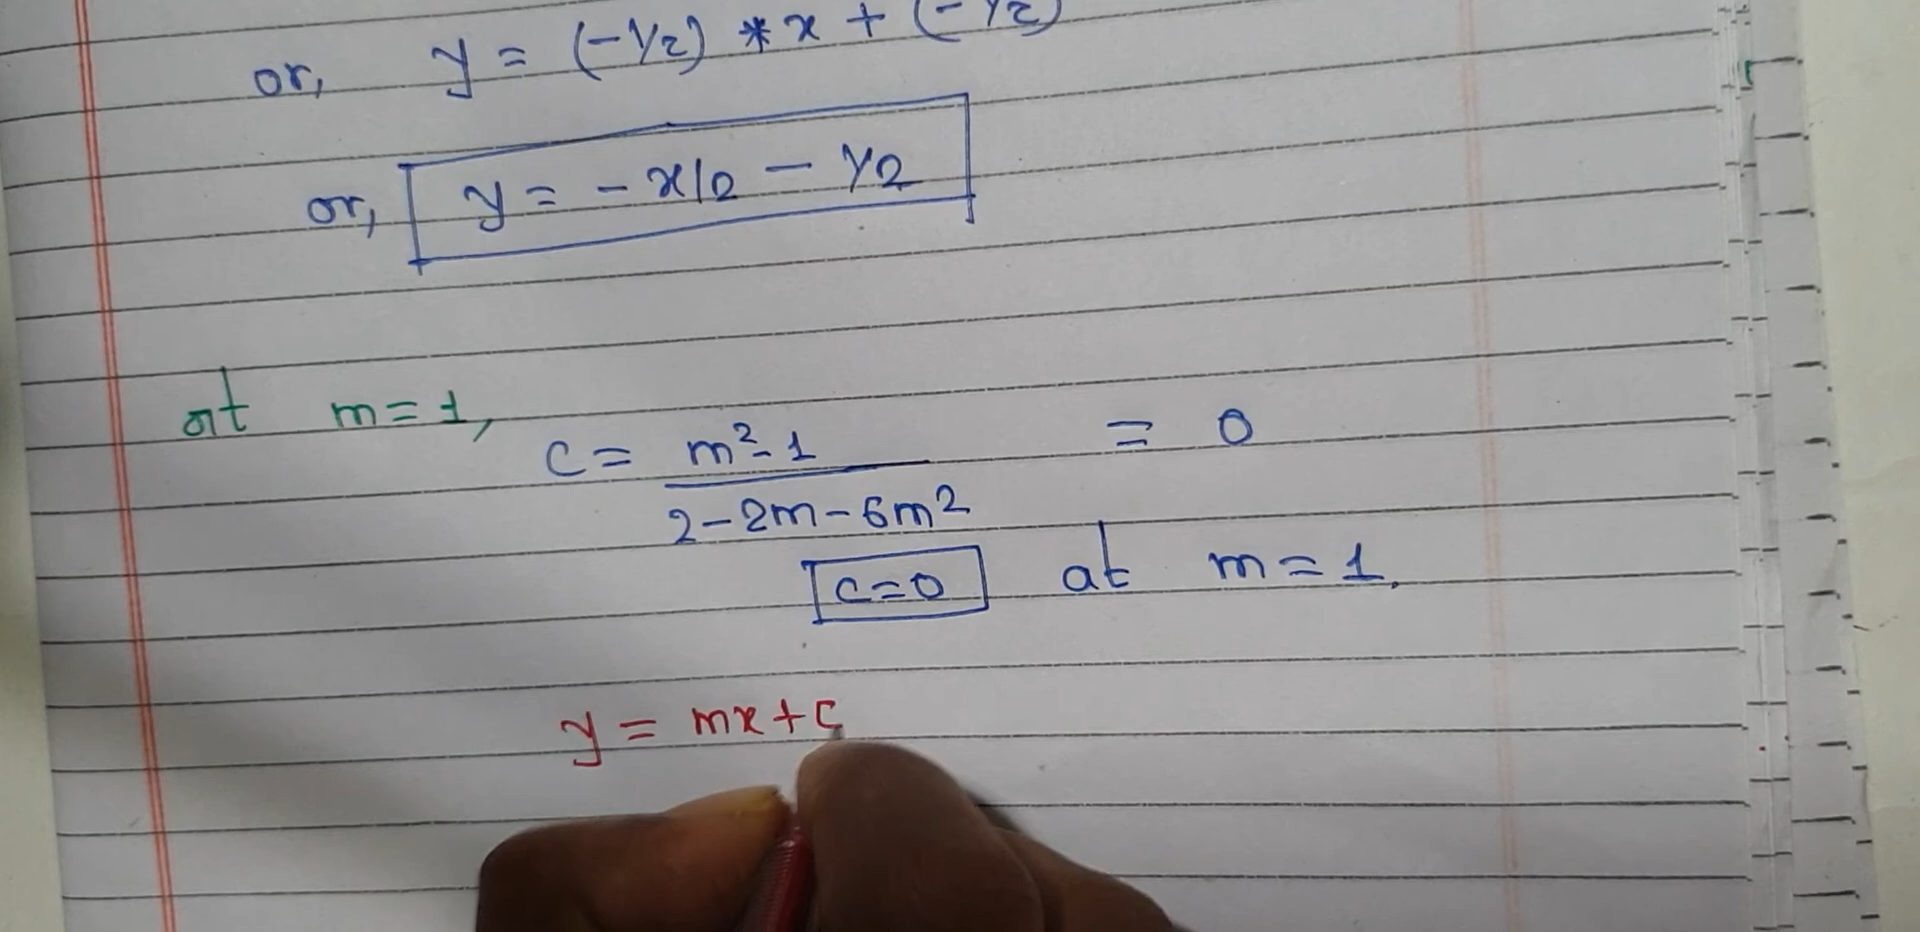 or, y = (-1/2) * x + (-1/2)
or, y = - x/2 - 1/2
at m=1,
c = m²-1 = 0
2-2m-6m²
c=0 at m=1.
y = mx+c